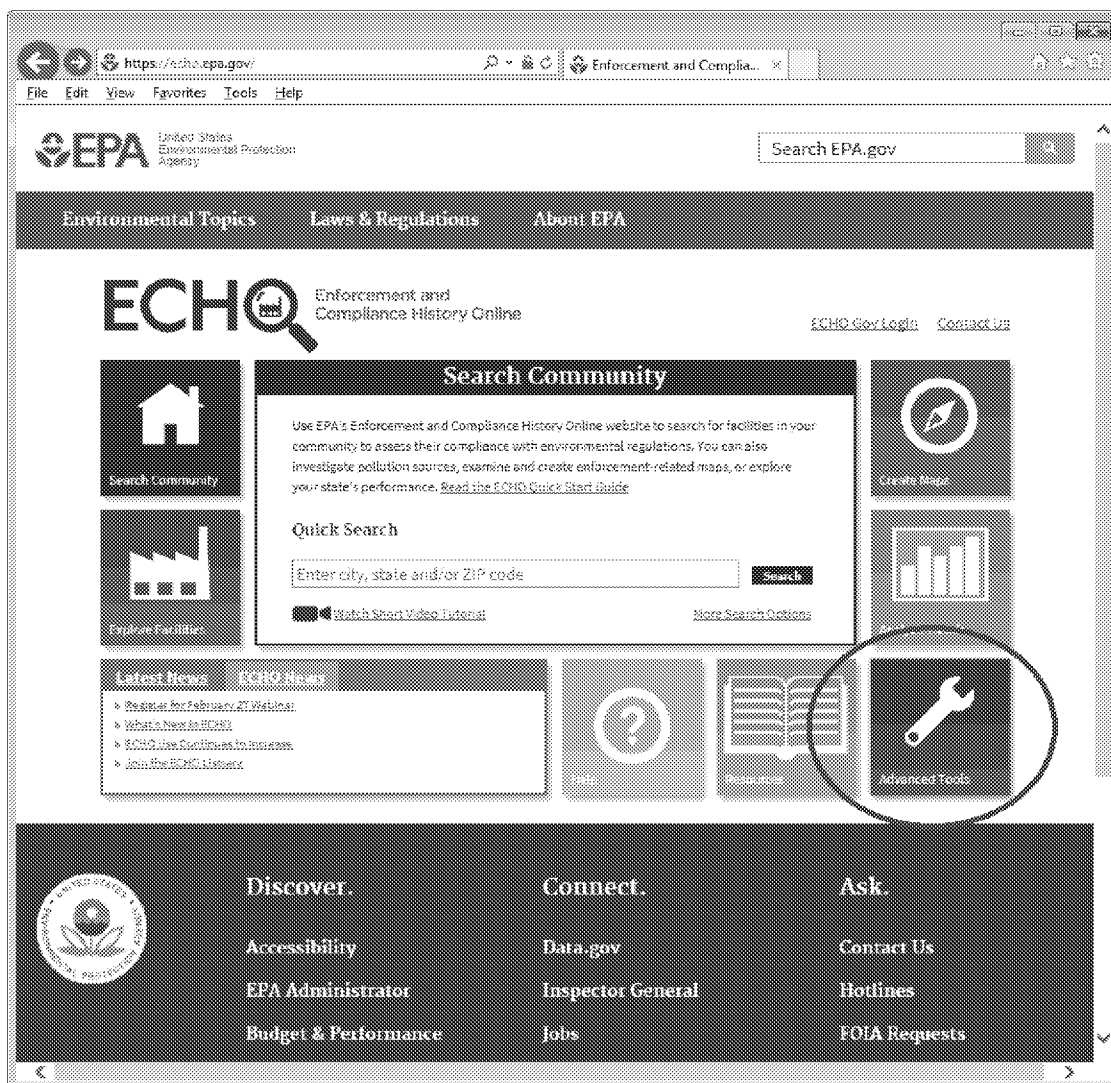 https://echo.epa.gov/
Enforcement and Complia...
File Edit View Favorites Tools Help
EPA
United States
Environmental Protection
Agency
Search EPA.gov
Environmental Topics Laws & Regulations About EPA
ECHO
Enforcement and
Compliance History Online
ECHO Gov Login Contact Us
Search Community
Search Community
Use EPA's Enforcement and Compliance History Online website to search for facilities in your
community to assess their compliance with environmental regulations. You can also
investigate pollution sources, examine and create enforcement-related maps, or explore
your state's performance. Read the ECHO Quick Start Guide
Create Maps
Quick Search
Enter city, state and/or ZIP code
Search
Watch Short Video Tutorial
More Search Options
Explore Facilities
Latest News ECHO News
» Register for February 27 Webinar
» What's New in ECHO
» ECHO Use Continues to Increase
» Join the ECHO Listserv
Help
Resources
Advanced Tools
Discover. Connect. Ask.
Accessibility Data.gov Contact Us
EPA Administrator Inspector General Hotlines
Budget & Performance Jobs FOIA Requests